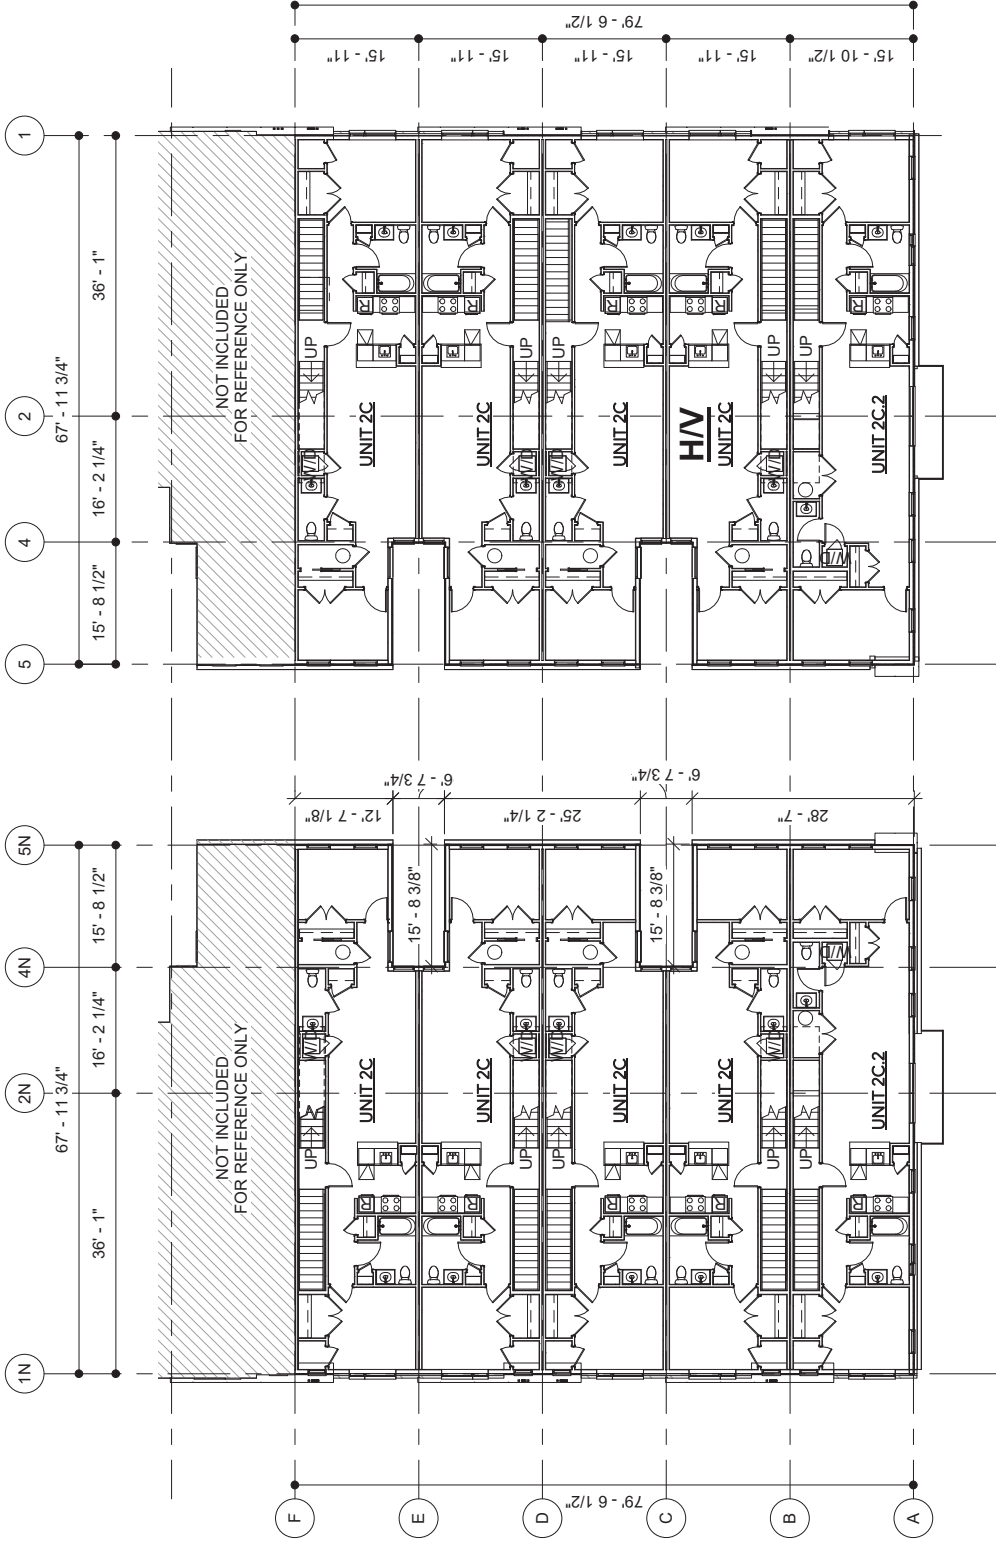 79' - 6 1/2"
15' - 11"
15' - 11"
15' - 11"
15' - 11"
15' - 10 1/2"
1
2
4
5
36' - 1"
67' - 11 3/4"
16' - 2 1/4"
15' - 8 1/2"
NOT INCLUDED
FOR REFERENCE ONLY
UP
UNIT 2C
R
W
UP
UNIT 2C
R
W
UP
UNIT 2C
R
W
H/V
UP
UNIT 2C
R
W
UP
UNIT 2C.2
R
W
12' - 7 1/8"
6' - 7 3/4"
25' - 2 1/4"
6' - 7 3/4"
28' - 7"
15' - 8 3/8"
15' - 8 3/8"
5N
4N
2N
1N
15' - 8 1/2"
16' - 2 1/4"
67' - 11 3/4"
36' - 1"
NOT INCLUDED
FOR REFERENCE ONLY
UP
UNIT 2C
R
W
UP
UNIT 2C
R
W
UP
UNIT 2C
R
W
UP
UNIT 2C
R
W
UP
UNIT 2C.2
R
W
79' - 6 1/2"
F
E
D
C
B
A